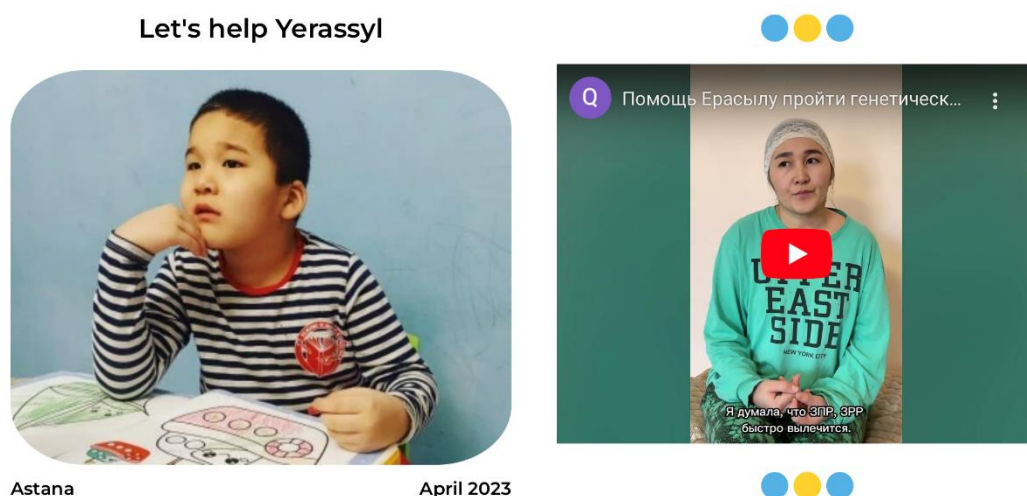 Let's help Yerassyl
Astana
April 2023
Q
Помощь Ерасылу пройти генетическ...
UPPER
EAST
SIDE
NEW YORK CITY
Я думала, что ЗПР, ЗРР
быстро вылечится.